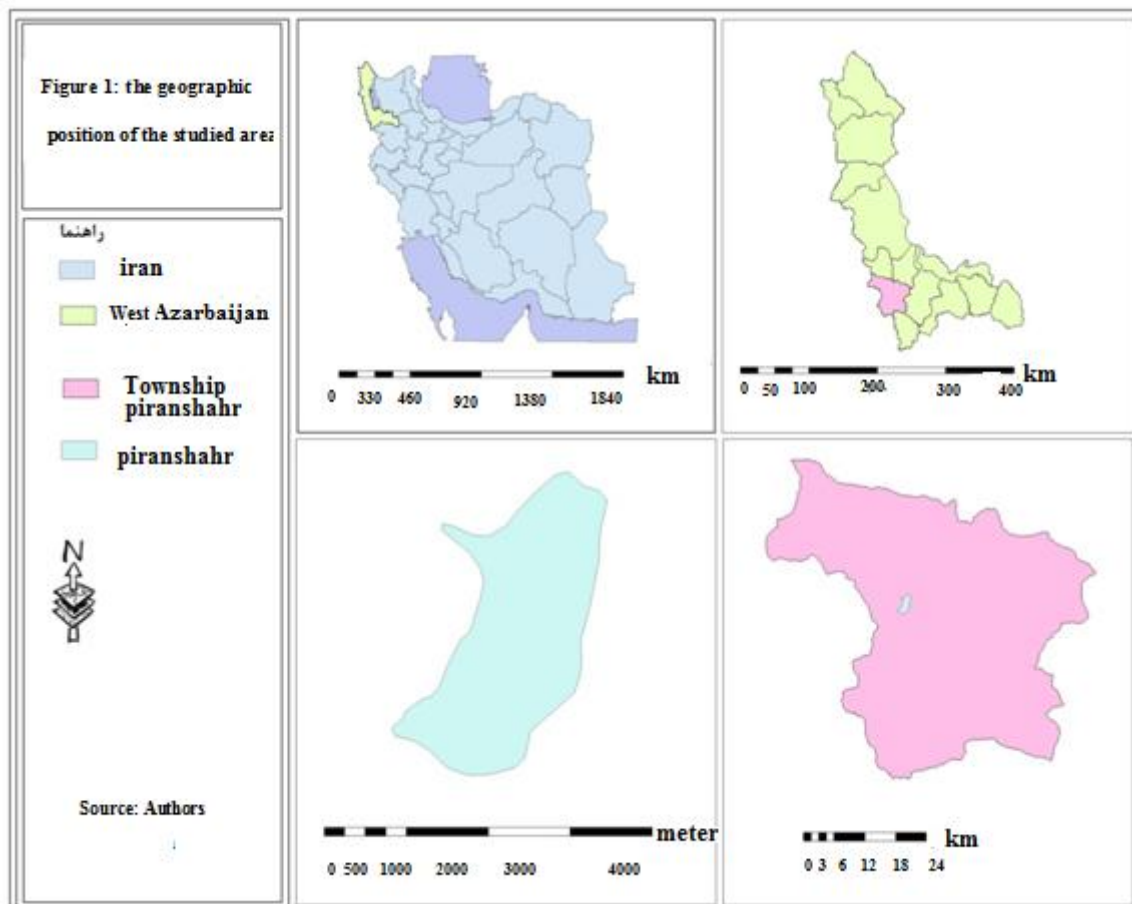 Figure 1: the geographic
position of the studied area
راهنما
iran
West Azarbaijan
Township
piranshahr
piranshahr
N
Source: Authors
km
0 330 460 920 1380 1840
km
0 50 100 200 300 400
meter
0 500 1000 2000 3000 4000
km
0 3 6 12 18 24